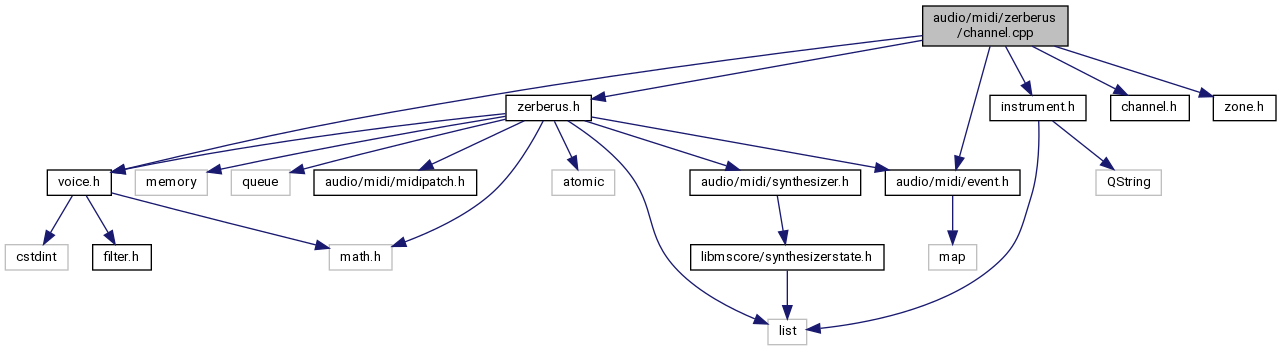 audio/midi/zerberus
/channel.cpp
zerberus.h
instrument.h
channel.h
zone.h
voice.h
memory
queue
audio/midi/midipatch.h
atomic
audio/midi/synthesizer.h
audio/midi/event.h
QString
cstdint
filter.h
math.h
libmscore/synthesizerstate.h
map
list